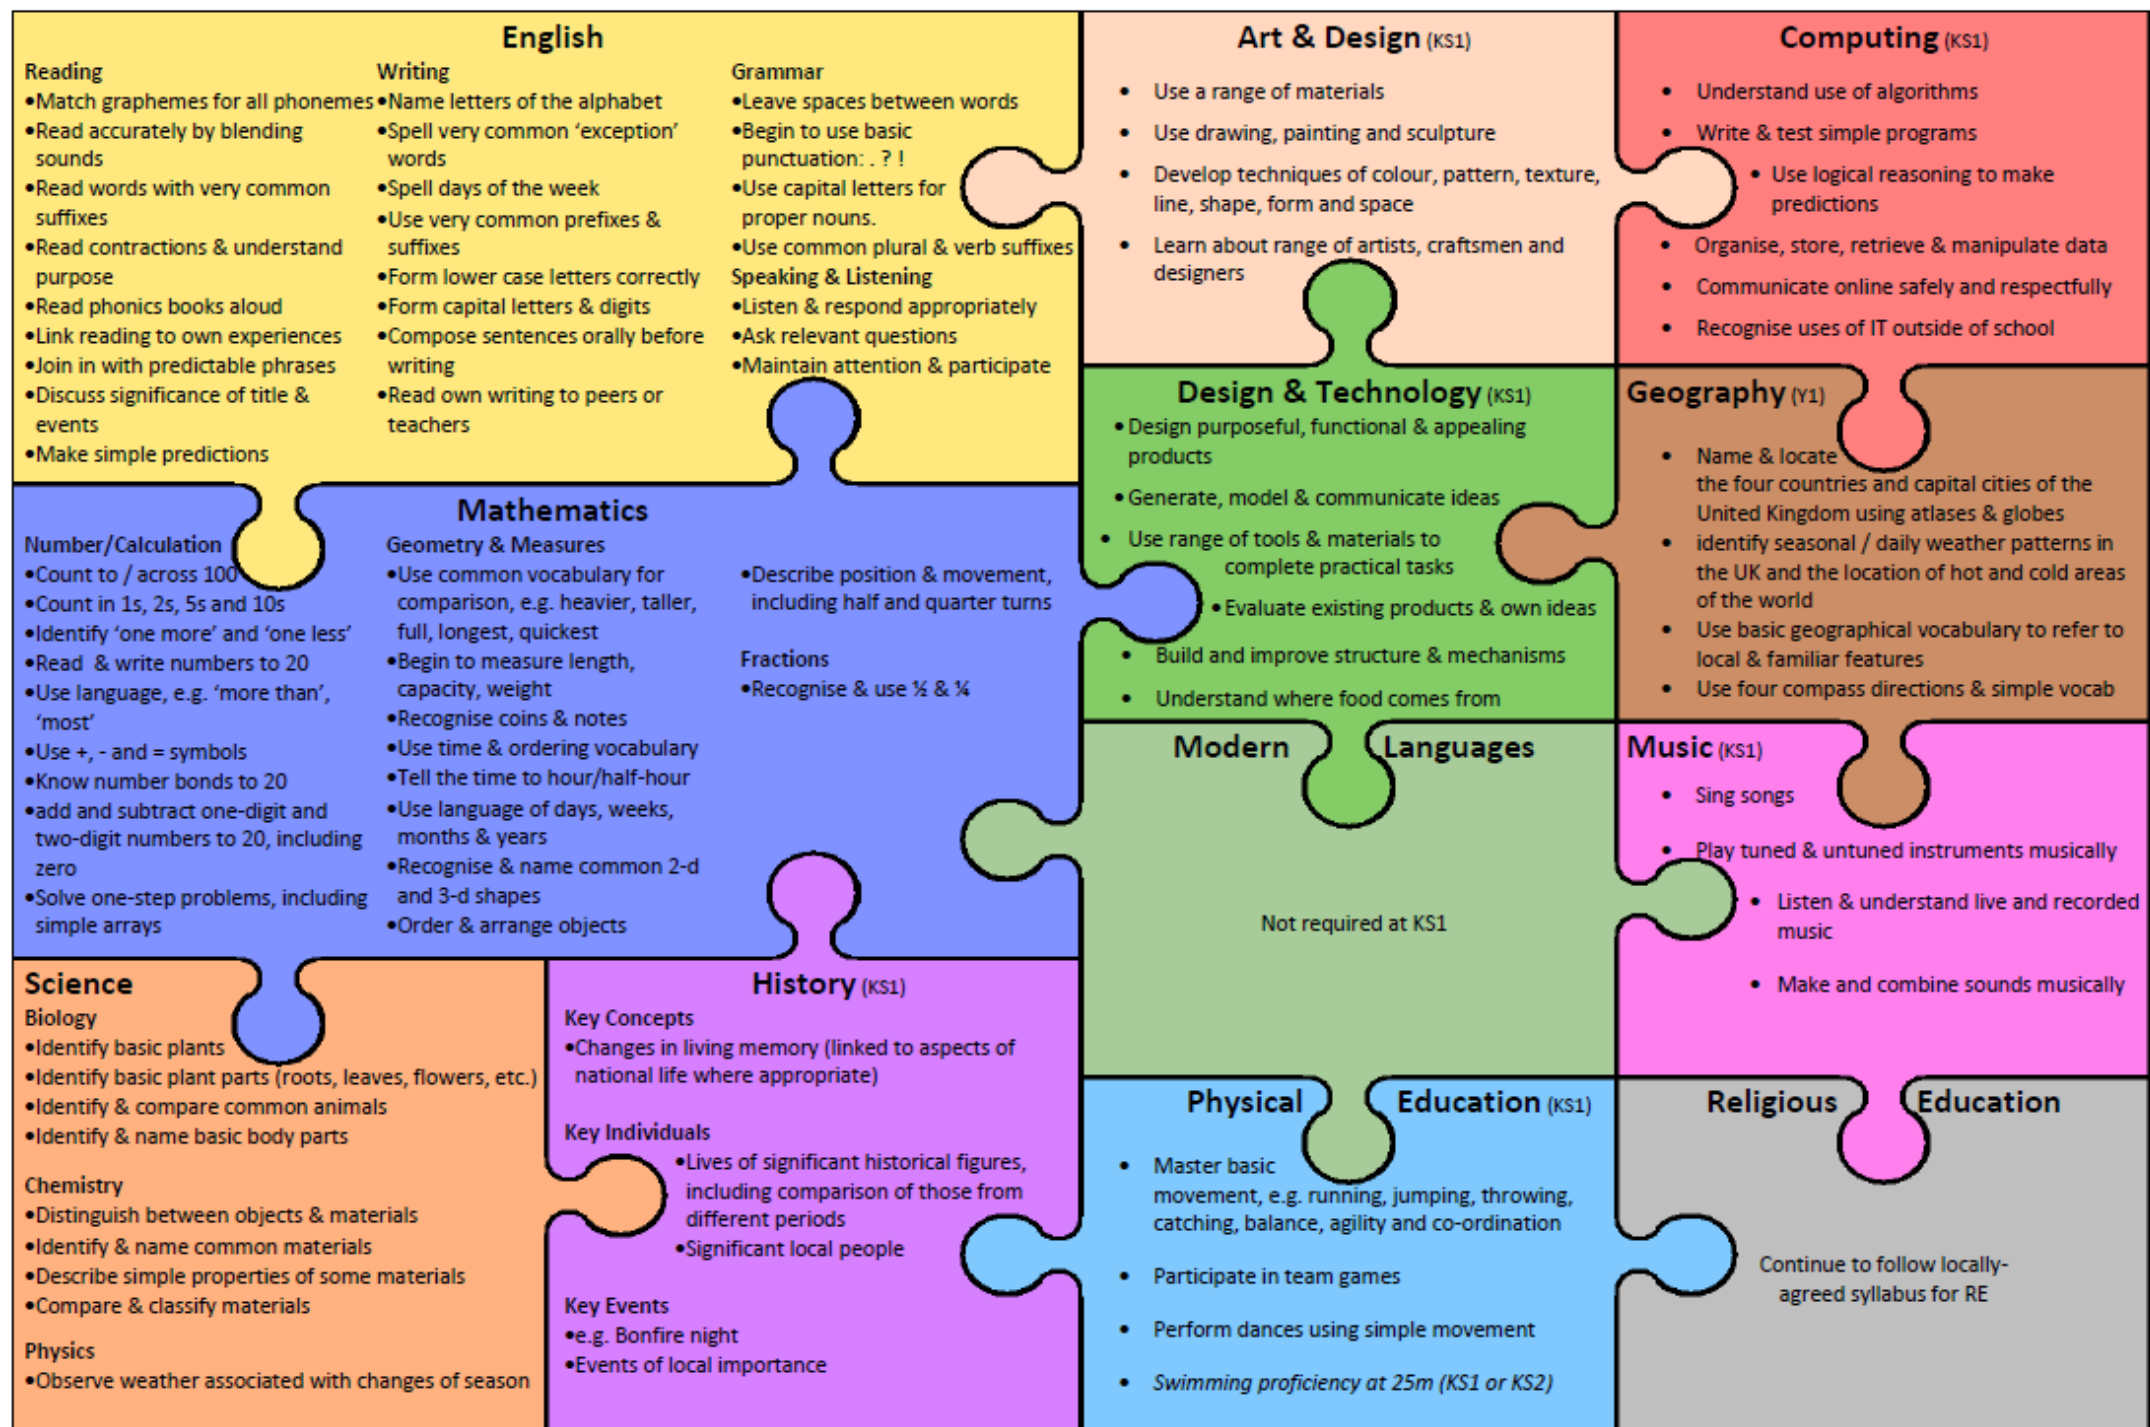 English
Reading
•Match graphemes for all phonemes
•Read accurately by blending
sounds
•Read words with very common
suffixes
•Read contractions & understand
purpose
•Read phonics books aloud
•Link reading to own experiences
•Join in with predictable phrases
•Discuss significance of title &
events
•Make simple predictions
Writing
•Name letters of the alphabet
•Spell very common ‘exception’
words
•Spell days of the week
•Use very common prefixes &
suffixes
•Form lower case letters correctly
•Form capital letters & digits
•Compose sentences orally before
writing
•Read own writing to peers or
teachers
Grammar
•Leave spaces between words
•Begin to use basic
punctuation: . ? !
•Use capital letters for
proper nouns.
•Use common plural & verb suffixes
Speaking & Listening
•Listen & respond appropriately
•Ask relevant questions
•Maintain attention & participate
Art & Design (KS1)
• Use a range of materials
• Use drawing, painting and sculpture
• Develop techniques of colour, pattern, texture,
line, shape, form and space
• Learn about range of artists, craftsmen and
designers
Computing (KS1)
• Understand use of algorithms
• Write & test simple programs
• Use logical reasoning to make
predictions
• Organise, store, retrieve & manipulate data
• Communicate online safely and respectfully
• Recognise uses of IT outside of school
Mathematics
Number/Calculation
•Count to / across 100
•Count in 1s, 2s, 5s and 10s
•Identify ‘one more’ and ‘one less’
•Read & write numbers to 20
•Use language, e.g. ‘more than’,
‘most’
•Use +, - and = symbols
•Know number bonds to 20
•add and subtract one-digit and
two-digit numbers to 20, including
zero
•Solve one-step problems, including
simple arrays
Geometry & Measures
•Use common vocabulary for
comparison, e.g. heavier, taller,
full, longest, quickest
•Begin to measure length,
capacity, weight
•Recognise coins & notes
•Use time & ordering vocabulary
•Tell the time to hour/half-hour
•Use language of days, weeks,
months & years
•Recognise & name common 2-d
and 3-d shapes
•Order & arrange objects
•Describe position & movement,
including half and quarter turns
Fractions
•Recognise & use ½ & ¼
Design & Technology (KS1)
• Design purposeful, functional & appealing
products
• Generate, model & communicate ideas
• Use range of tools & materials to
complete practical tasks
• Evaluate existing products & own ideas
• Build and improve structure & mechanisms
• Understand where food comes from
Geography (Y1)
• Name & locate
the four countries and capital cities of the
United Kingdom using atlases & globes
• identify seasonal / daily weather patterns in
the UK and the location of hot and cold areas
of the world
• Use basic geographical vocabulary to refer to
local & familiar features
• Use four compass directions & simple vocab
Modern Languages
Not required at KS1
Music (KS1)
• Sing songs
• Play tuned & untuned instruments musically
• Listen & understand live and recorded
music
• Make and combine sounds musically
Science
Biology
•Identify basic plants
•Identify basic plant parts (roots, leaves, flowers, etc.)
•Identify & compare common animals
•Identify & name basic body parts
Chemistry
•Distinguish between objects & materials
•Identify & name common materials
•Describe simple properties of some materials
•Compare & classify materials
Physics
•Observe weather associated with changes of season
History (KS1)
Key Concepts
•Changes in living memory (linked to aspects of
national life where appropriate)
Key Individuals
•Lives of significant historical figures,
including comparison of those from
different periods
•Significant local people
Key Events
•e.g. Bonfire night
•Events of local importance
Physical Education (KS1)
• Master basic
movement, e.g. running, jumping, throwing,
catching, balance, agility and co-ordination
• Participate in team games
• Perform dances using simple movement
• Swimming proficiency at 25m (KS1 or KS2)
Religious Education
Continue to follow locally-
agreed syllabus for RE